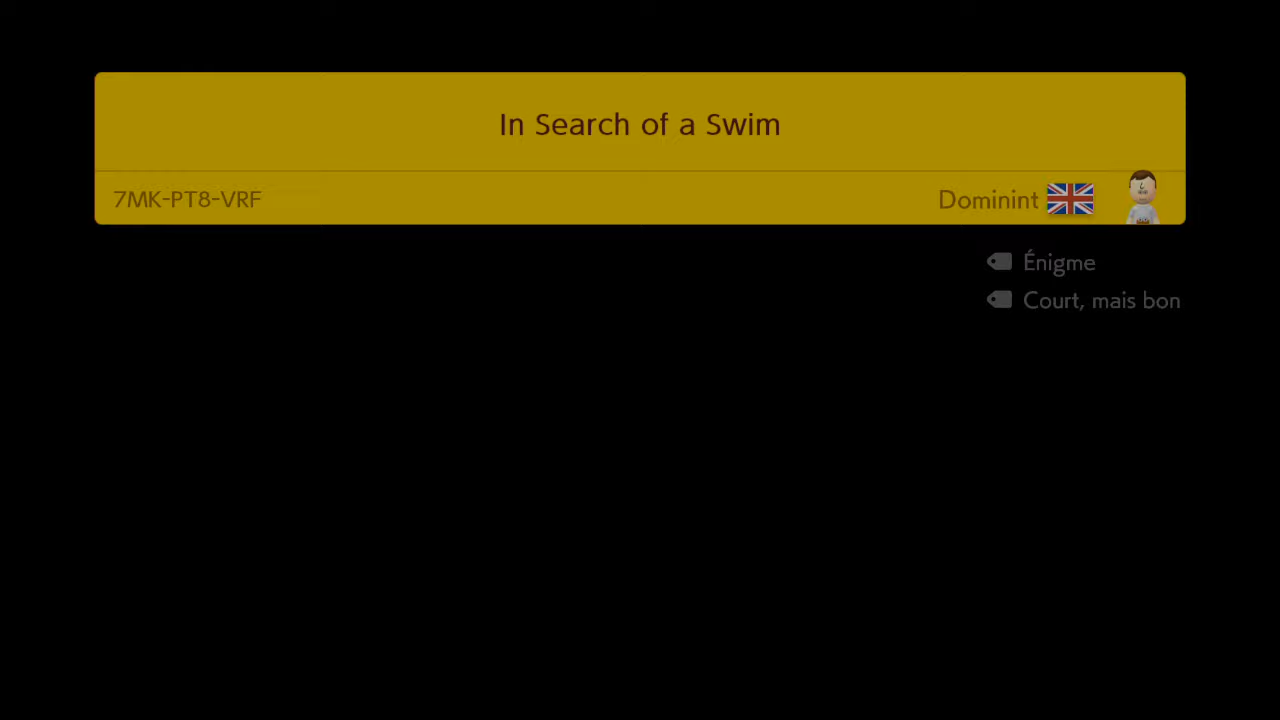 In Search of a Swim
7MK-PT8-VRF
Dominint
Énigme
Court, mais bon